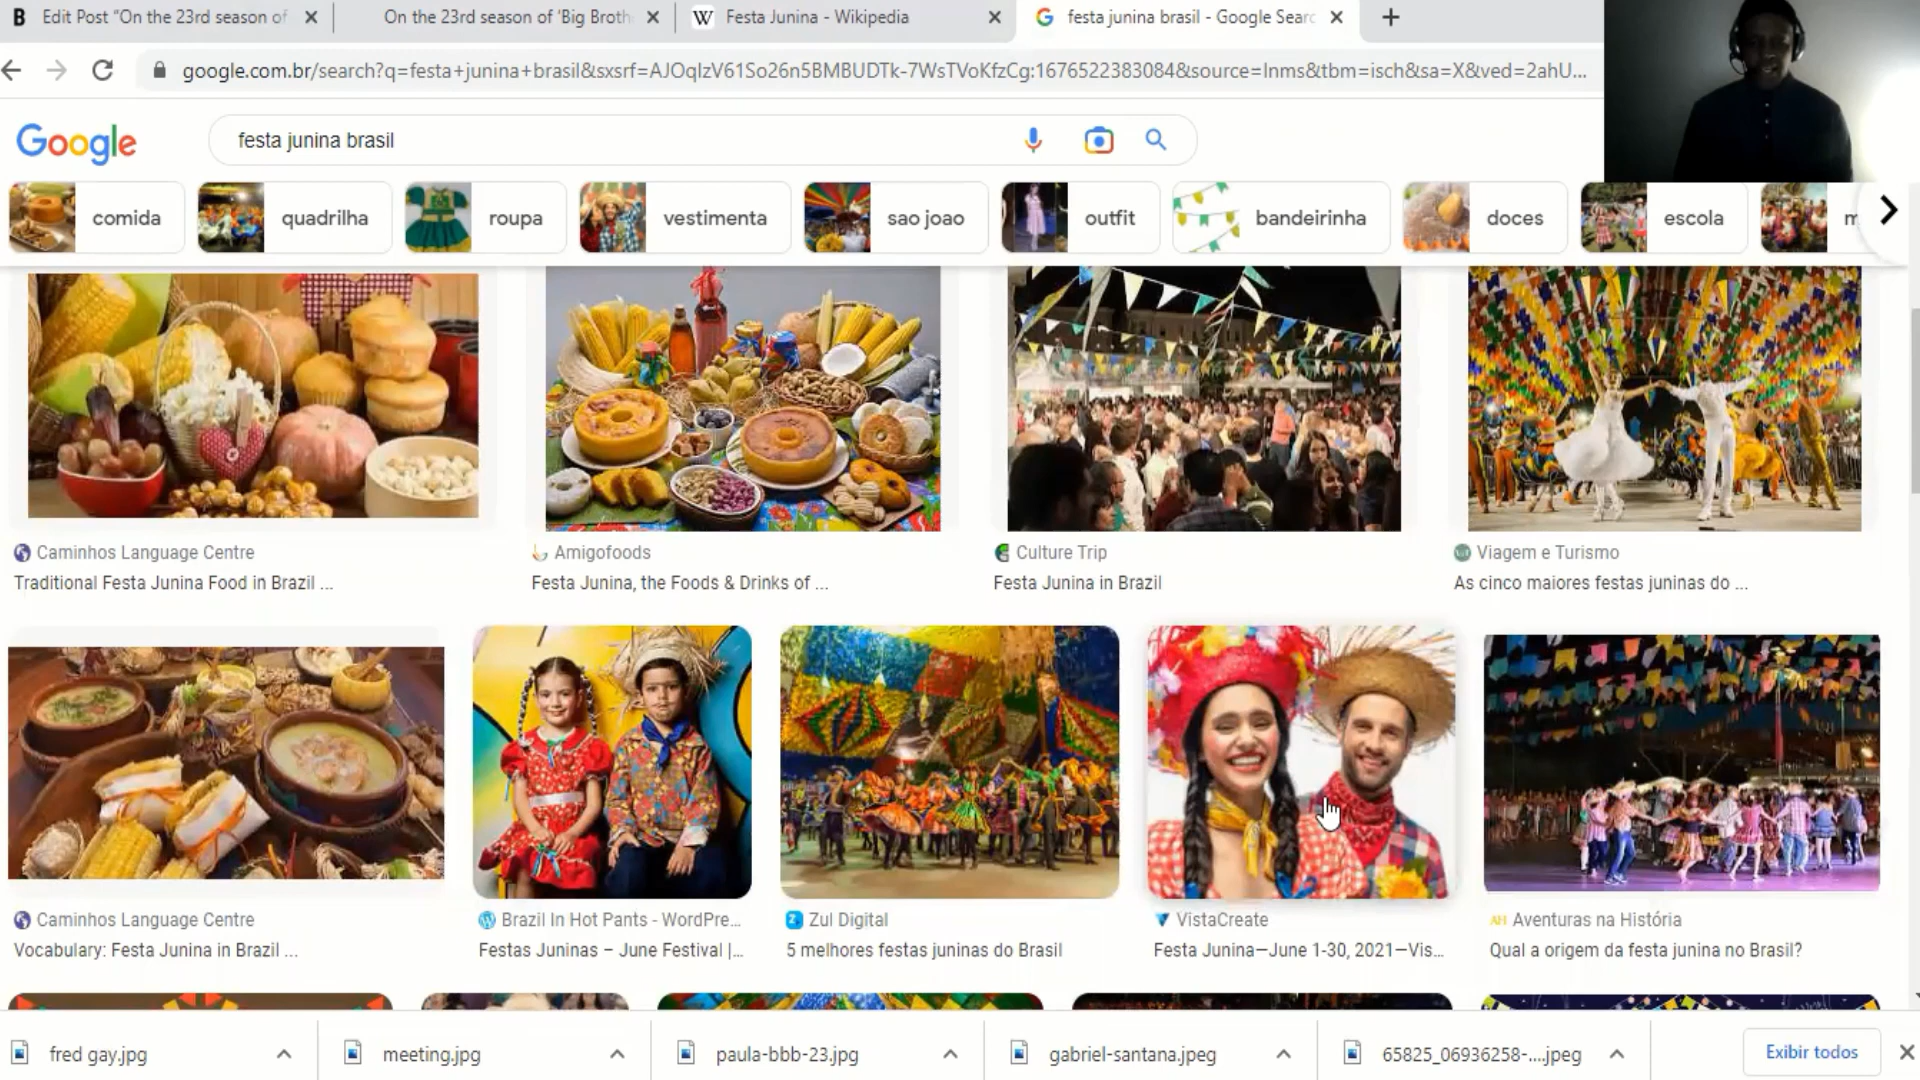 B Edit Post “On the 23rd season of
On the 23rd season of ‘Big Broth
W Festa Junina - Wikipedia
festa junina brasil - Google Sear
google.com.br/search?q=festa+junina+brasil&sxsrf=AJOqlzV61So26n5BMBUDTk-7WsTVoKfzCg:1676522383084&source=lnms&tbm=isch&sa=X&ved=2ahU...
Google
festa junina brasil
comida
quadrilha
roupa
vestimenta
sao joao
outfit
bandeirinha
doces
escola
m
Caminhos Language Centre
Traditional Festa Junina Food in Brazil ...
Amigofoods
Festa Junina, the Foods & Drinks of ...
Culture Trip
Festa Junina in Brazil
Viagem e Turismo
As cinco maiores festas juninas do ...
Caminhos Language Centre
Vocabulary: Festa Junina in Brazil ...
Brazil In Hot Pants - WordPre...
Festas Juninas – June Festival |...
Zul Digital
5 melhores festas juninas do Brasil
VistaCreate
Festa Junina—June 1-30, 2021—Vis...
AH Aventuras na História
Qual a origem da festa junina no Brasil?
fred gay.jpg
meeting.jpg
paula-bbb-23.jpg
gabriel-santana.jpeg
65825_06936258-....jpeg
Exibir todos